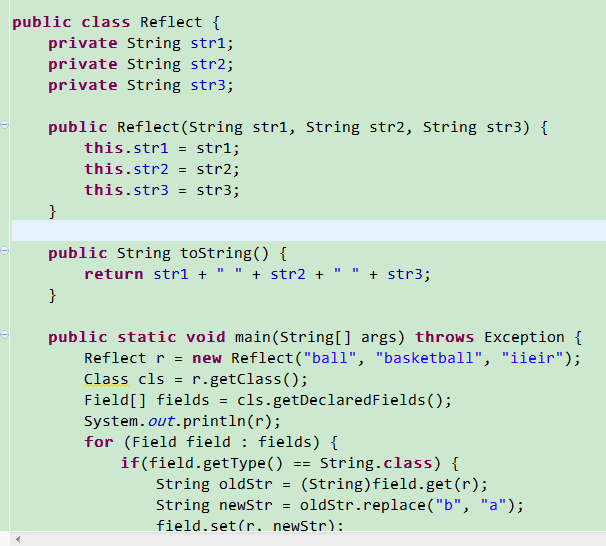 public class Reflect {
private String str1;
private String str2;
private String str3;
public Reflect(String str1, String str2, String str3) {
this.str1 = str1;
this.str2 = str2;
this.str3 = str3;
}
public String toString() {
return str1 + " " + str2 + " " + str3;
}
public static void main(String[] args) throws Exception {
Reflect r = new Reflect("ball", "basketball", "iieir");
Class cls = r.getClass();
Field[] fields = cls.getDeclaredFields();
System.out.println(r);
for (Field field : fields) {
if(field.getType() == String.class) {
String oldStr = (String)field.get(r);
String newStr = oldStr.replace("b", "a");
field.set(r, newStr);